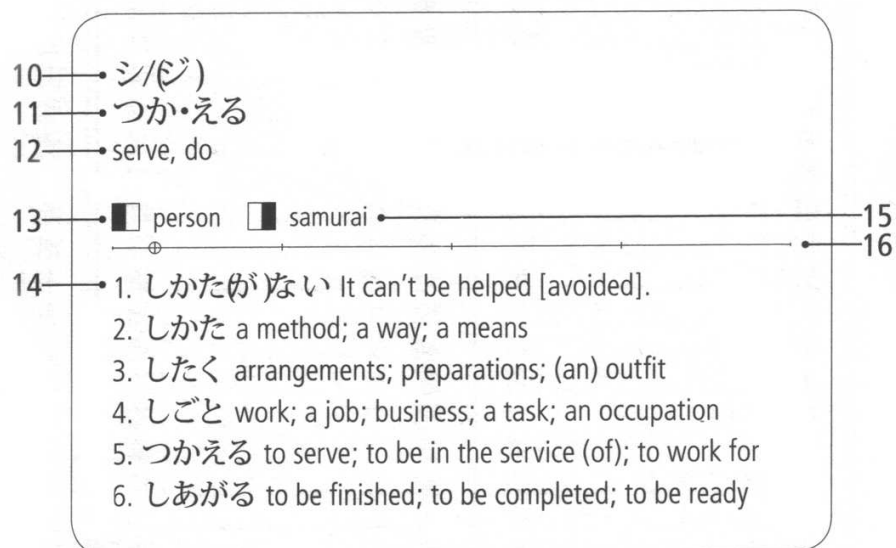 10 シ/(ジ)
11 つか・える
12 serve, do
13 person samurai 15
16
14 1. しかた(が)ない It can't be helped [avoided].
2. しかた a method; a way; a means
3. したく arrangements; preparations; (an) outfit
4. しごと work; a job; business; a task; an occupation
5. つかえる to serve; to be in the service (of); to work for
6. しあがる to be finished; to be completed; to be ready